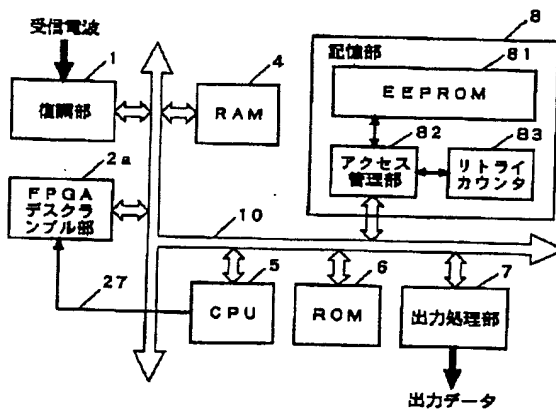 受信電波
1
復調部
4
RAM
8
記憶部
81
EEPROM
82
アクセス
管理部
83
リトライ
カウンタ
2a
FPGA
デスクラ
ンブル部
10
27
5
CPU
6
ROM
7
出力処理部
出力データ